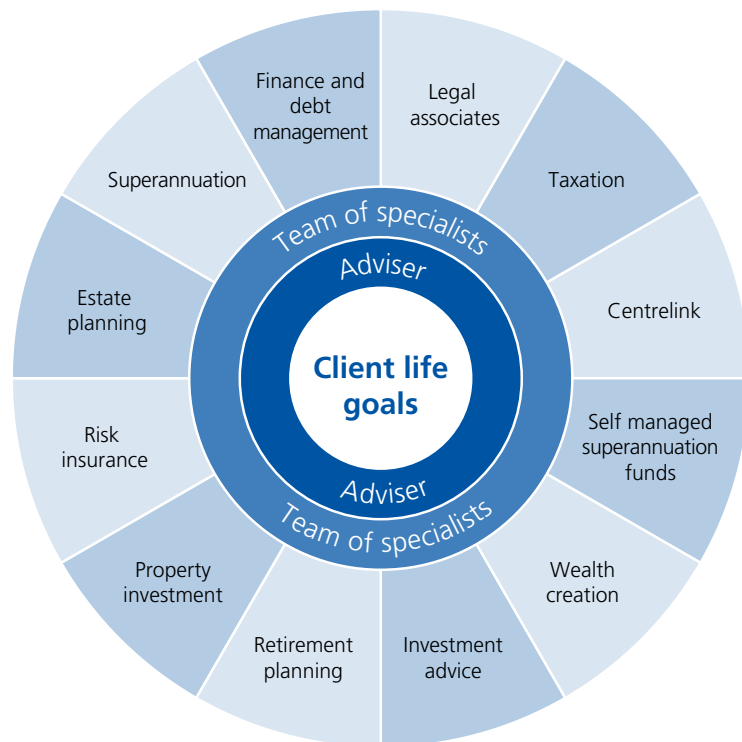 Finance and
debt
management
Legal
associates
Taxation
Centrelink
Self managed
superannuation
funds
Wealth
creation
Investment
advice
Retirement
planning
Property
investment
Risk
insurance
Estate
planning
Superannuation
Team of specialists
Adviser
Client life
goals
Adviser
Team of specialists